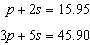 p + 2s = 15.95
3p + 5s = 45.90